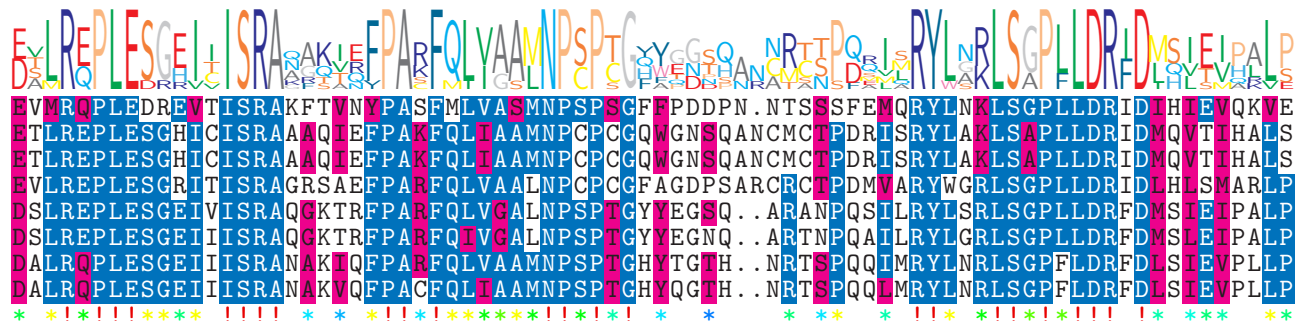 EVMRQPLEDREVTISRAKFTVNYPASFMLVASMNPSPSGFFPDDPN..NTSSSFEMQRYLNKLSGPLLDRIDIHIEVQKVE
ETLREPLESGHICISRAAAQIEFPAKFQLIAAMNPCPCGQWGNSQANCMCTPDRISRYLAKLSAPLLDRIDMQVTIHALS
ETLREPLESGHICISRAAAQIEFPAKFQLIAAMNPCPCGQWGNSQANCMCTPDRISRYLAKLSAPLLDRIDMQVTIHALS
EVLREPLESGRITISRAGRSAEFPARFQLVAALNPCPCGFAGDPSARCRCTPDMVARYWGRLSGPLLDRIDLHLSMARLP
DSLREPLESGEIVISRAQGKTRFPARFQLVGALNPSPTGYYEGSQ..ARANPQSILRYLSRLSGPLLDRFDMSIEIPALP
DSLREPLESGEIIISRAQGKTRFPARFQIVGALNPSPTGYYEGNQ..ARTNPQAILRYLGRLSGPLLDRFDMSLEIPALP
DALRQPLESGEIIISRANAKIQFPARFQLVAAMNPSPTGHYTGTH..NRTSPQQIMRYLNRLSGPFLDRFDLSIEVPLLP
DALRQPLESGEIIISRANAKVQFPACFQLIAAMNPSPTGHYQGTH..NRTSPQQLMRYLNRLSGPFLDRFDLSIEVPLLP